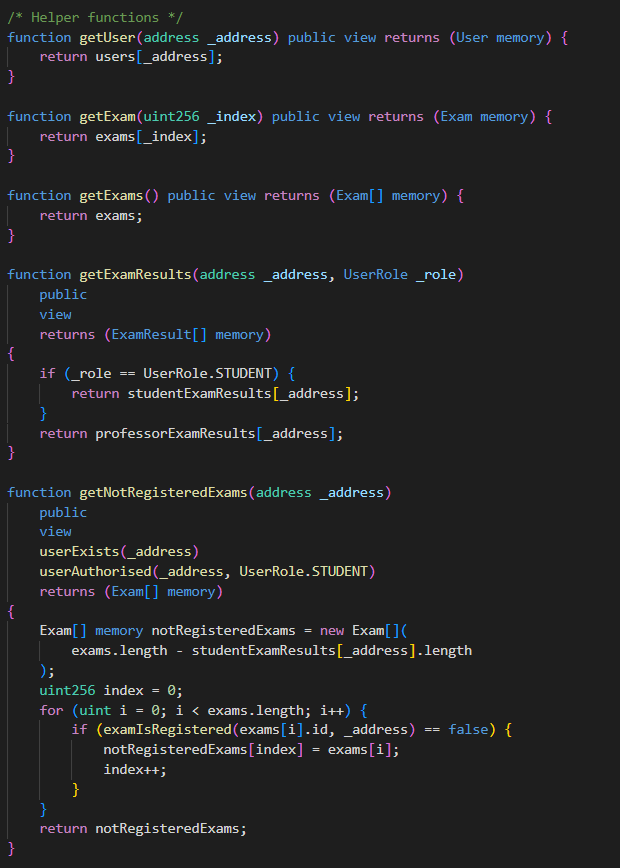 /* Helper functions */
function getUser(address _address) public view returns (User memory) {
    return users[_address];
}

function getExam(uint256 _index) public view returns (Exam memory) {
    return exams[_index];
}

function getExams() public view returns (Exam[] memory) {
    return exams;
}

function getExamResults(address _address, UserRole _role)
    public
    view
    returns (ExamResult[] memory)
{
    if (_role == UserRole.STUDENT) {
        return studentExamResults[_address];
    }
    return professorExamResults[_address];
}

function getNotRegisteredExams(address _address)
    public
    view
    userExists(_address)
    userAuthorised(_address, UserRole.STUDENT)
    returns (Exam[] memory)
{
    Exam[] memory notRegisteredExams = new Exam[](
        exams.length - studentExamResults[_address].length
    );
    uint256 index = 0;
    for (uint i = 0; i < exams.length; i++) {
        if (examIsRegistered(exams[i].id, _address) == false) {
            notRegisteredExams[index] = exams[i];
            index++;
        }
    }
    return notRegisteredExams;
}